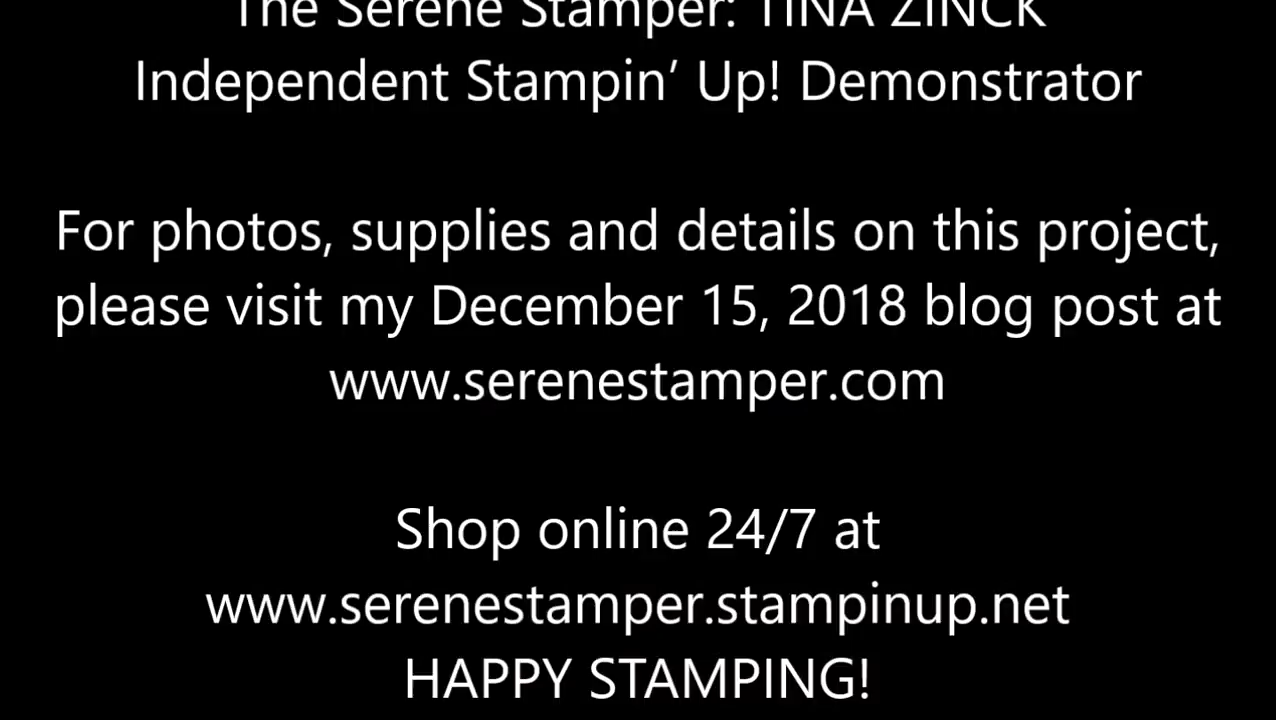 The Serene Stamper: TINA ZINCK
Independent Stampin’ Up! Demonstrator
For photos, supplies and details on this project,
please visit my December 15, 2018 blog post at
www.serenestamper.com
Shop online 24/7 at
www.serenestamper.stampinup.net
HAPPY STAMPING!